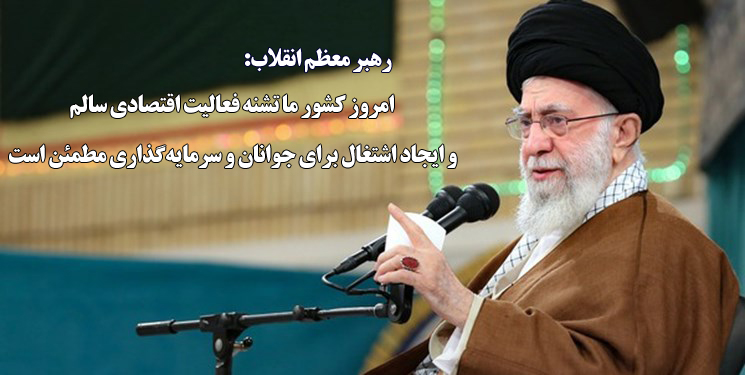 رهبر معظم انقلاب:
امروز کشور ما تشنه فعالیت اقتصادی سالم
و ایجاد اشتغال برای جوانان و سرمایه‌گذاری مطمئن است